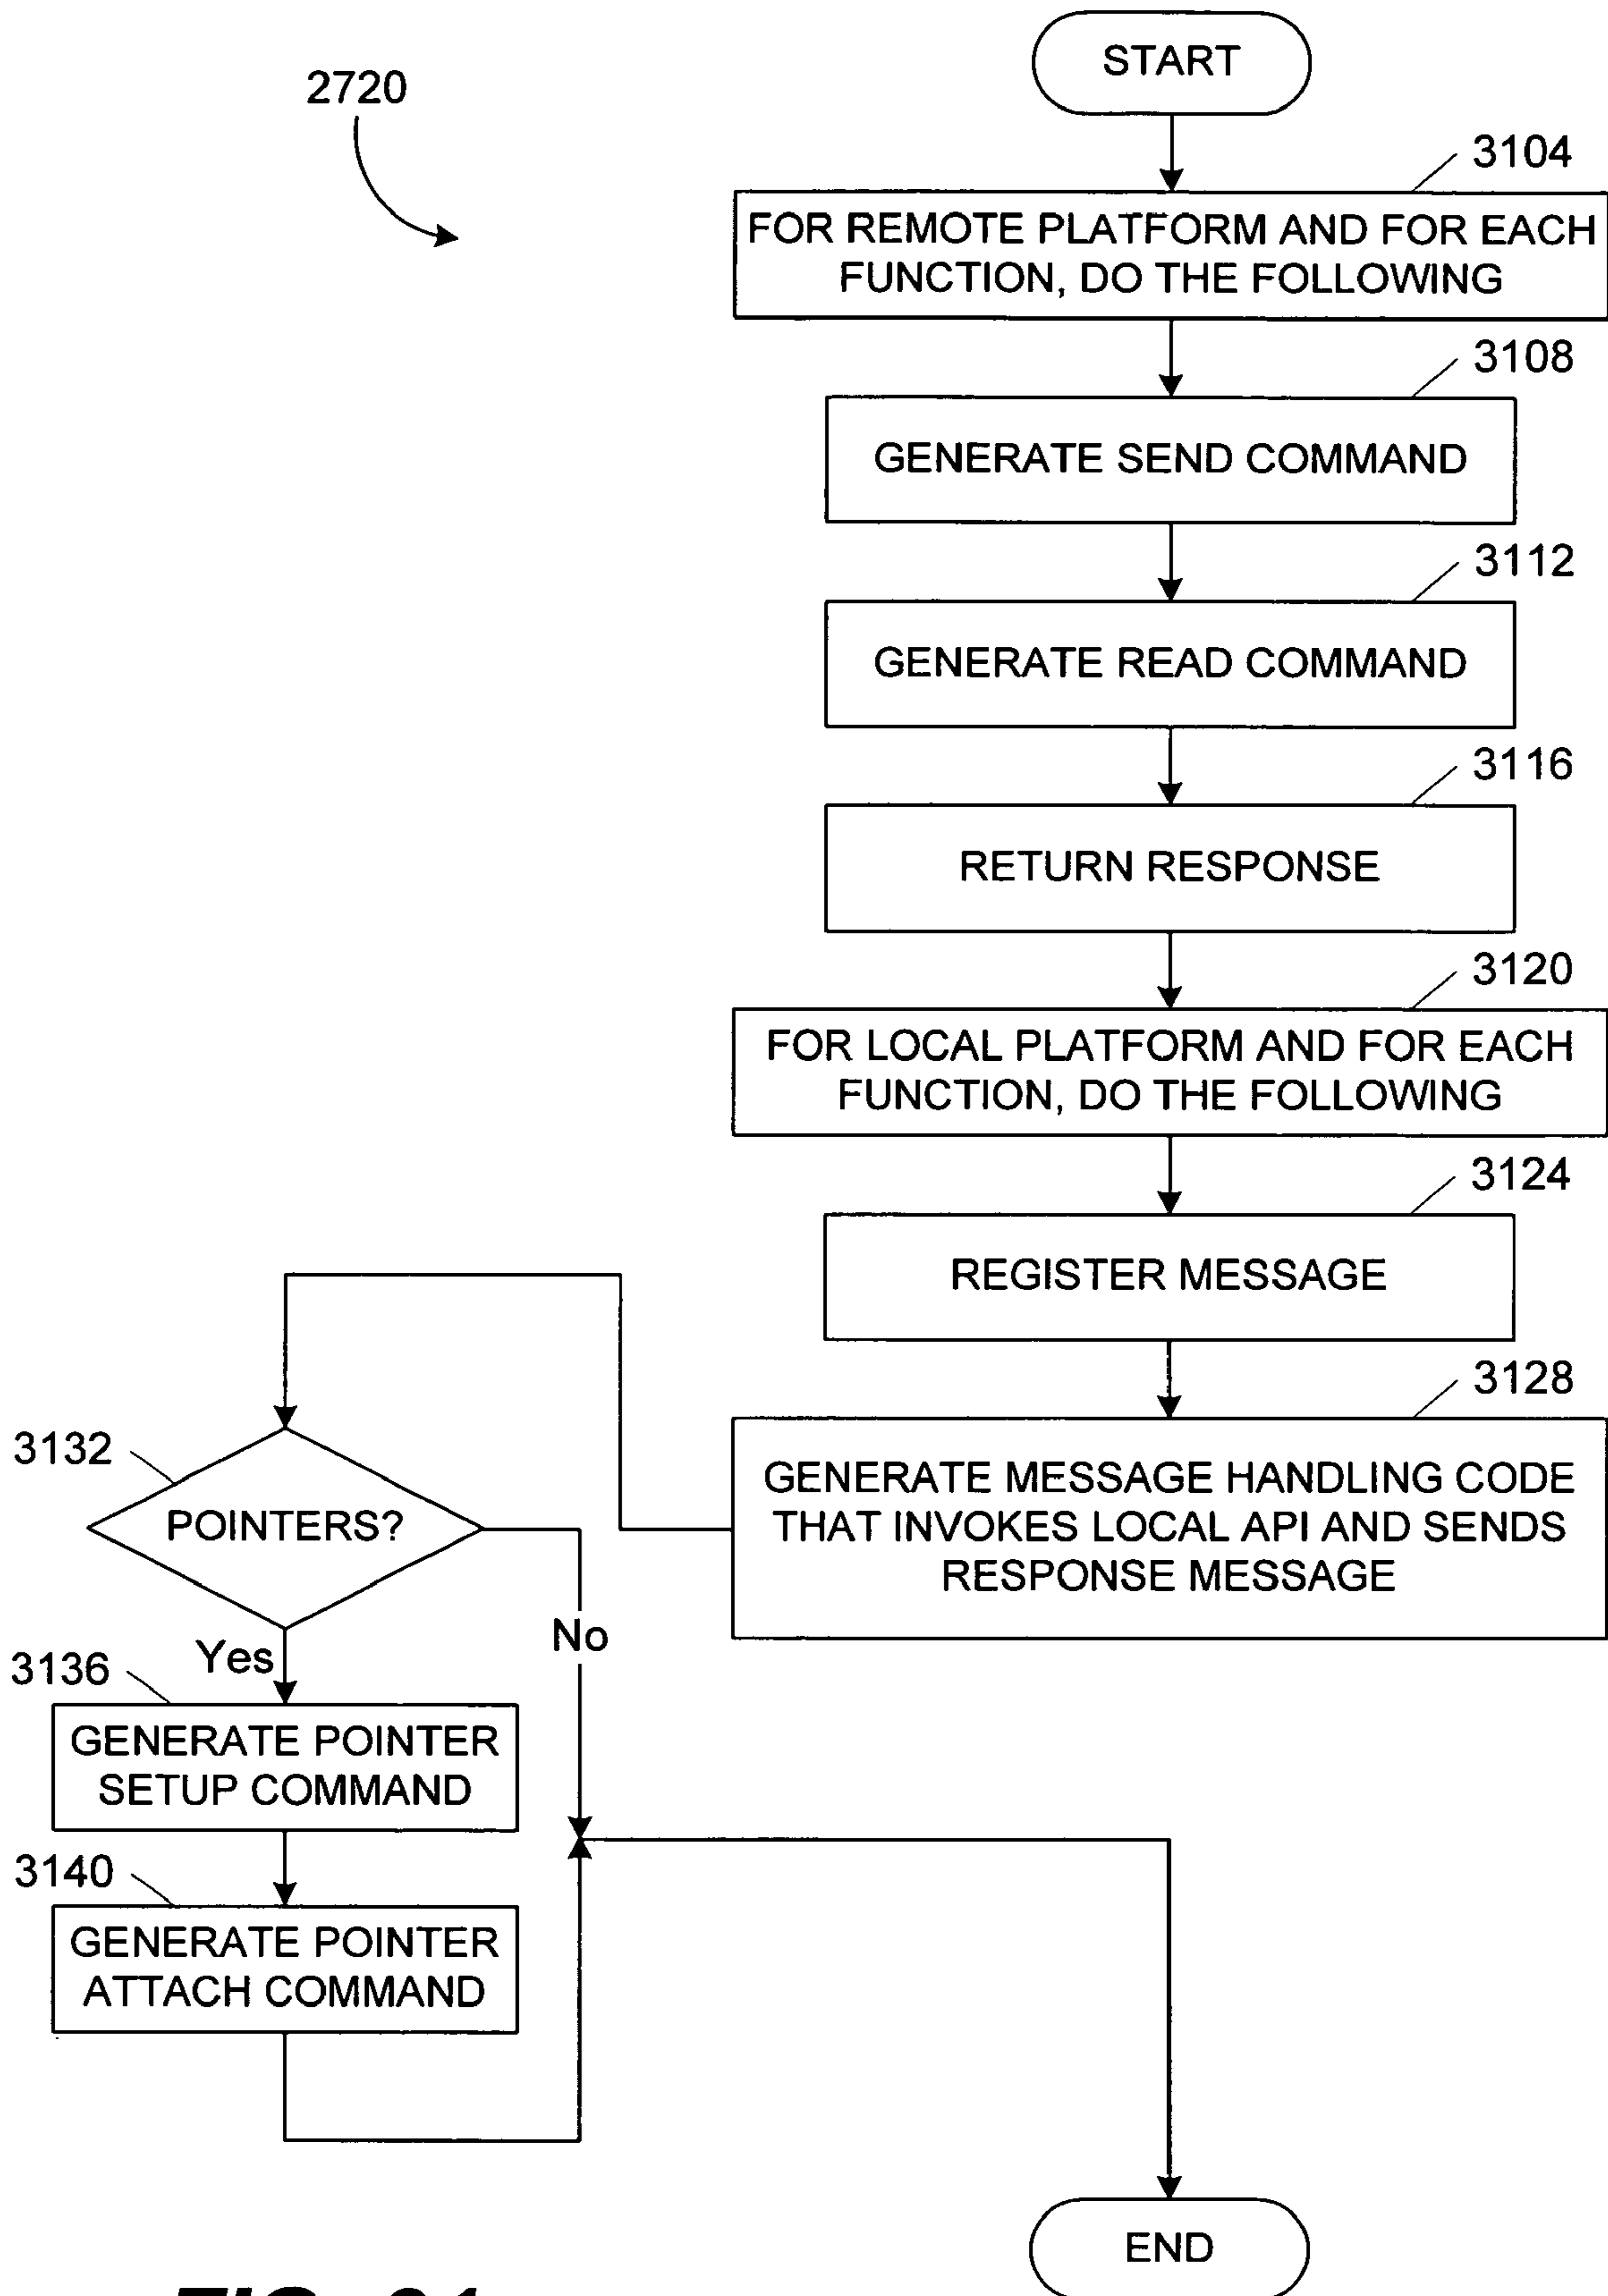 START
2720
3104
FOR REMOTE PLATFORM AND FOR EACH
FUNCTION, DO THE FOLLOWING
3108
GENERATE SEND COMMAND
3112
GENERATE READ COMMAND
3116
RETURN RESPONSE
3120
FOR LOCAL PLATFORM AND FOR EACH
FUNCTION, DO THE FOLLOWING
3124
REGISTER MESSAGE
3128
GENERATE MESSAGE HANDLING CODE
THAT INVOKES LOCAL API AND SENDS
RESPONSE MESSAGE
3132
POINTERS?
No
Yes
3136
GENERATE POINTER
SETUP COMMAND
3140
GENERATE POINTER
ATTACH COMMAND
END